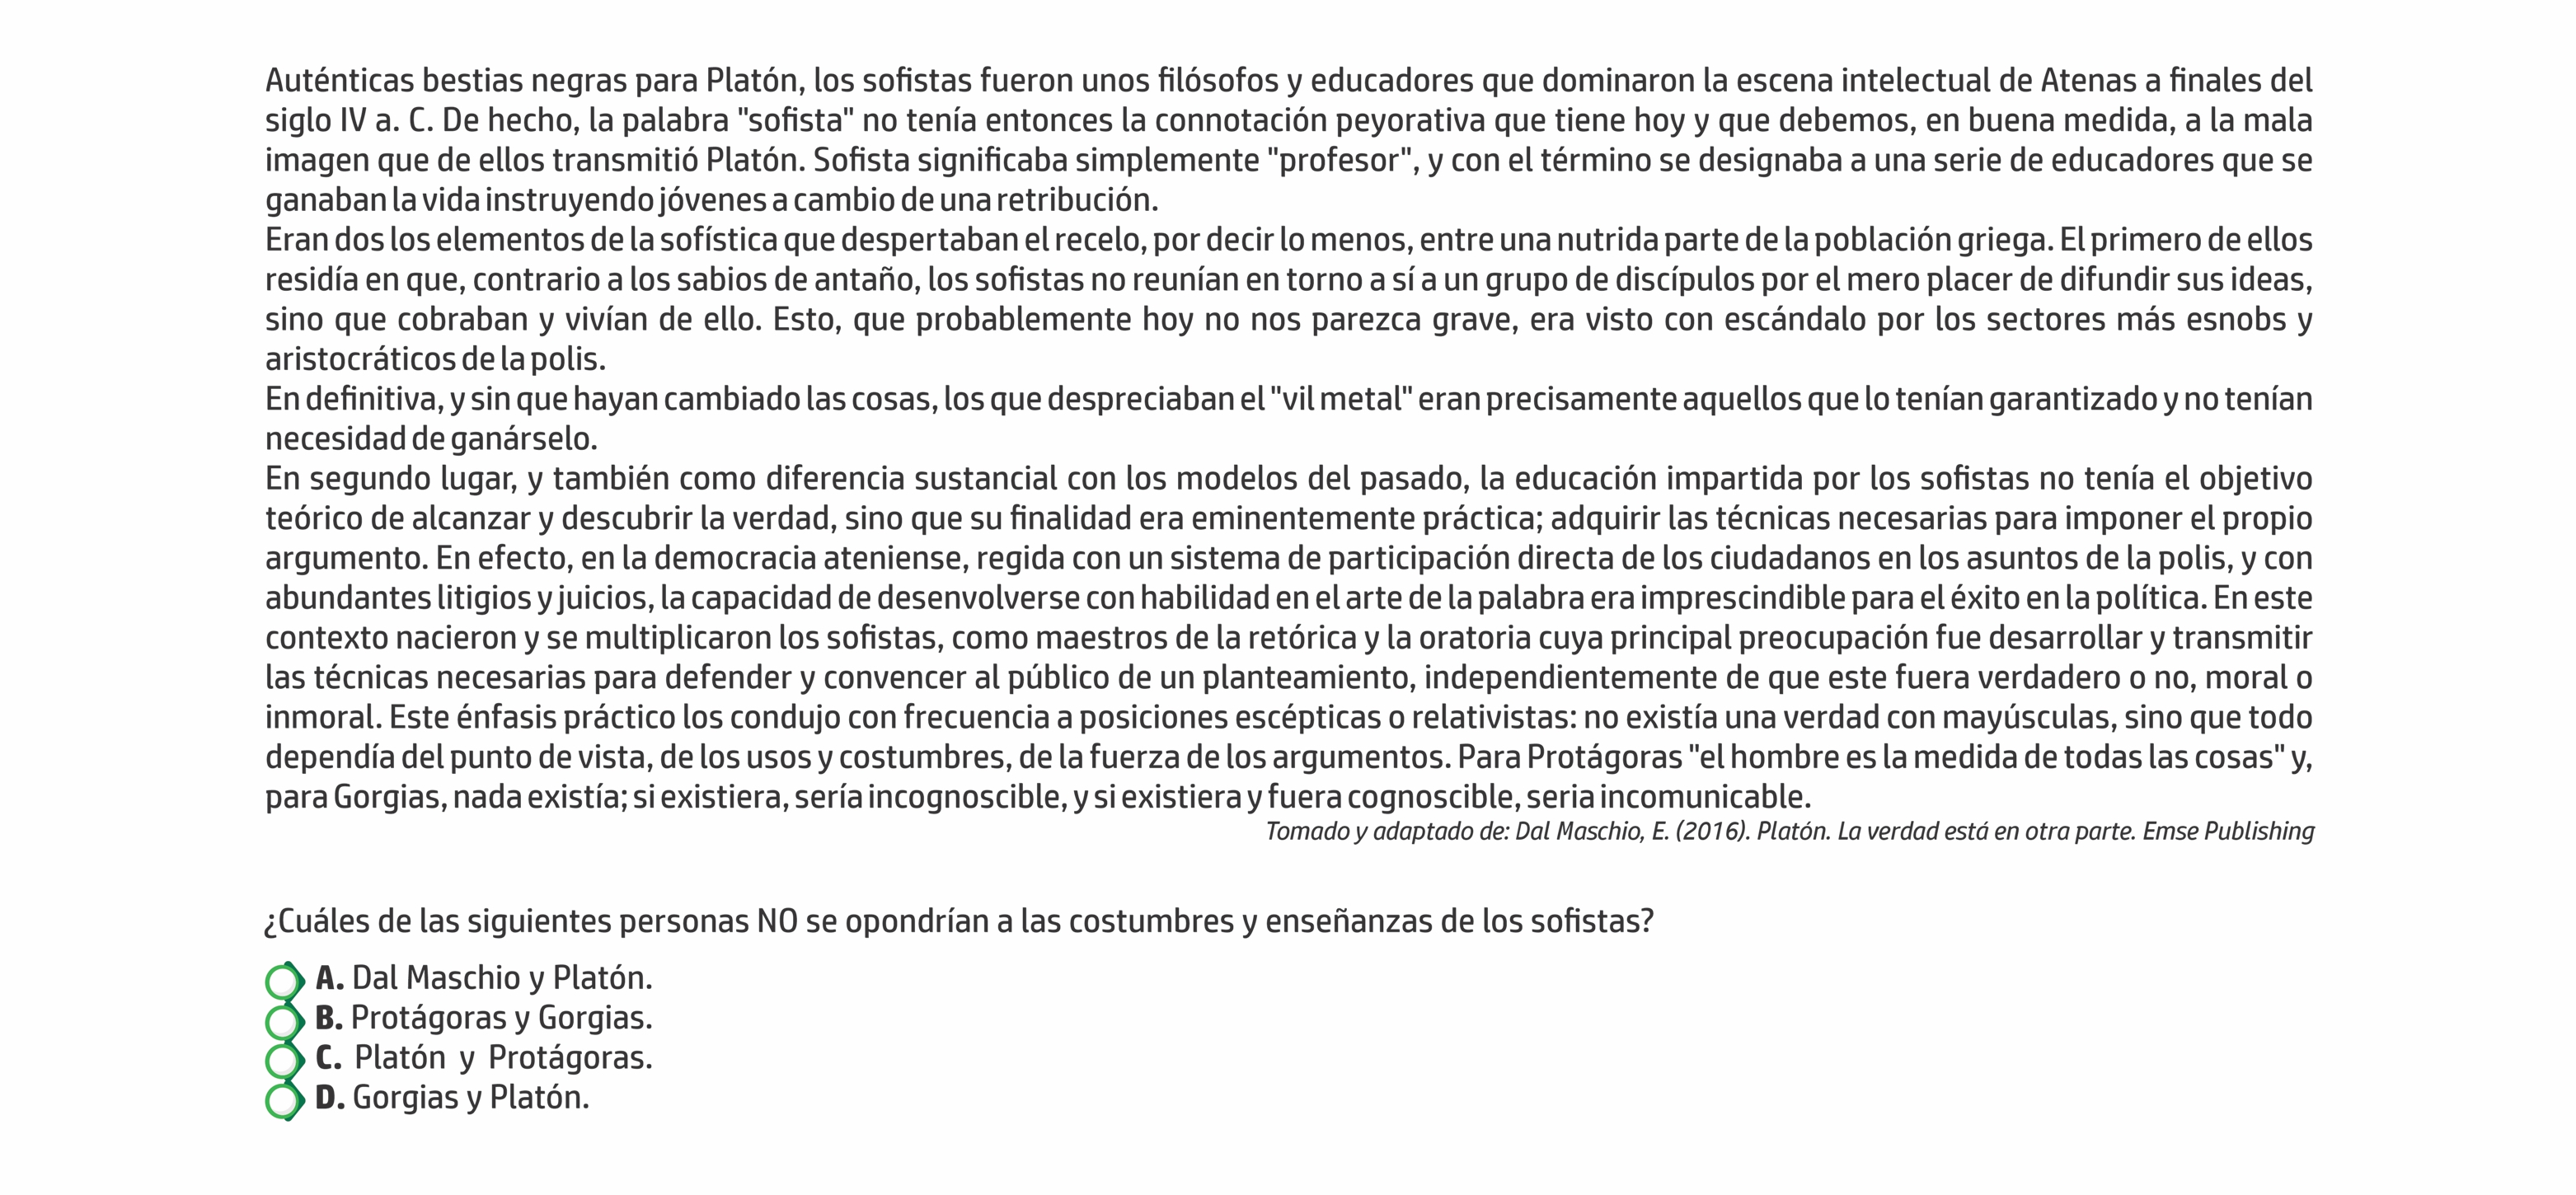 Auténticas bestias negras para Platón, los sofistas fueron unos filósofos y educadores que dominaron la escena intelectual de Atenas a finales del
siglo IV a. C. De hecho, la palabra "sofista" no tenía entonces la connotación peyorativa que tiene hoy y que debemos, en buena medida, a la mala
imagen que de ellos transmitió Platón. Sofista significaba simplemente "profesor", y con el término se designaba a una serie de educadores que se
ganaban la vida instruyendo jóvenes a cambio de una retribución.
Eran dos los elementos de la sofística que despertaban el recelo, por decir lo menos, entre una nutrida parte de la población griega. El primero de ellos
residía en que, contrario a los sabios de antaño, los sofistas no reunían en torno a sí a un grupo de discípulos por el mero placer de difundir sus ideas,
sino que cobraban y vivían de ello. Esto, que probablemente hoy no nos parezca grave, era visto con escándalo por los sectores más esnobs y
aristocráticos de la polis.
En definitiva, y sin que hayan cambiado las cosas, los que despreciaban el "vil metal" eran precisamente aquellos que lo tenían garantizado y no tenían
necesidad de ganárselo.
En segundo lugar, y también como diferencia sustancial con los modelos del pasado, la educación impartida por los sofistas no tenía el objetivo
teórico de alcanzar y descubrir la verdad, sino que su finalidad era eminentemente práctica; adquirir las técnicas necesarias para imponer el propio
argumento. En efecto, en la democracia ateniense, regida con un sistema de participación directa de los ciudadanos en los asuntos de la polis, y con
abundantes litigios y juicios, la capacidad de desenvolverse con habilidad en el arte de la palabra era imprescindible para el éxito en la política. En este
contexto nacieron y se multiplicaron los sofistas, como maestros de la retórica y la oratoria cuya principal preocupación fue desarrollar y transmitir
las técnicas necesarias para defender y convencer al público de un planteamiento, independientemente de que este fuera verdadero o no, moral o
inmoral. Este énfasis práctico los condujo con frecuencia a posiciones escépticas o relativistas: no existía una verdad con mayúsculas, sino que todo
dependía del punto de vista, de los usos y costumbres, de la fuerza de los argumentos. Para Protágoras "el hombre es la medida de todas las cosas" y,
para Gorgias, nada existía; si existiera, sería incognoscible, y si existiera y fuera cognoscible, seria incomunicable.
Tomado y adaptado de: Dal Maschio, E. (2016). Platón. La verdad está en otra parte. Emse Publishing
¿Cuáles de las siguientes personas NO se opondrían a las costumbres y enseñanzas de los sofistas?
A. Dal Maschio y Platón.
B. Protágoras y Gorgias.
C. Platón y Protágoras.
D. Gorgias y Platón.